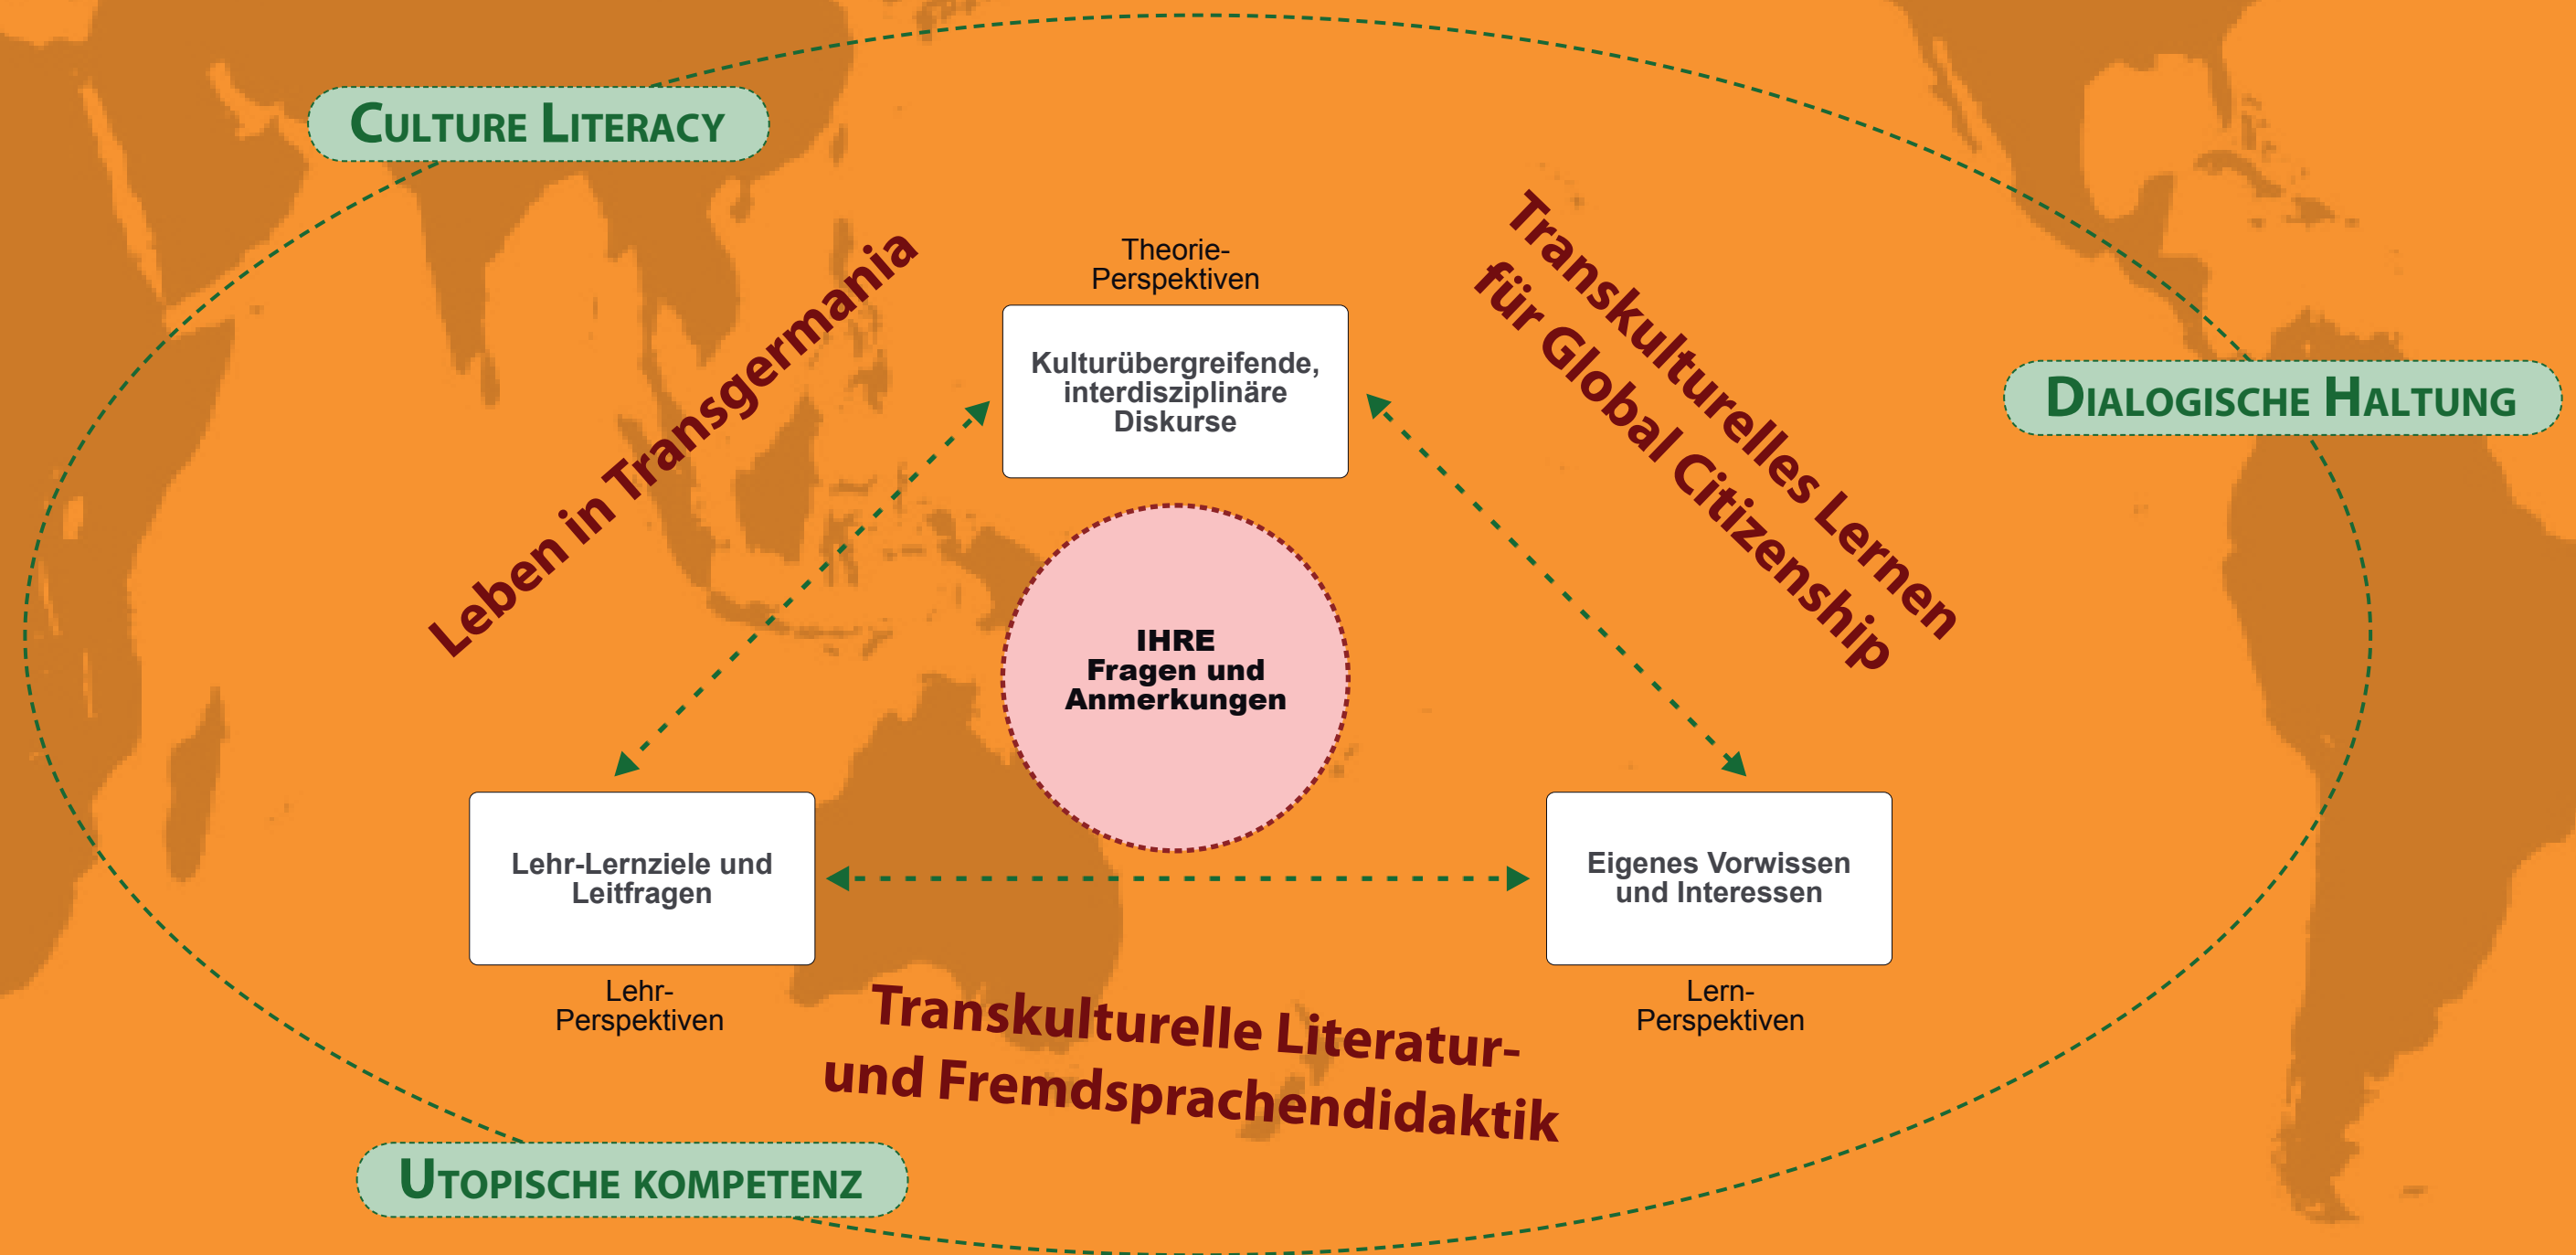 CULTURE LITERACY
Theorie-
Perspektiven
Kulturübergreifende,
interdisziplinäre
Diskurse
Leben in Transgermania
Transkulturelles Lernen
für Global Citizenship
DIALOGISCHE HALTUNG
IHRE
Fragen und
Anmerkungen
Lehr-Lernziele und
Leitfragen
Lehr-
Perspektiven
Eigenes Vorwissen
und Interessen
Lern-
Perspektiven
Transkulturelle Literatur-
und Fremdsprachendidaktik
UTOPISCHE KOMPETENZ